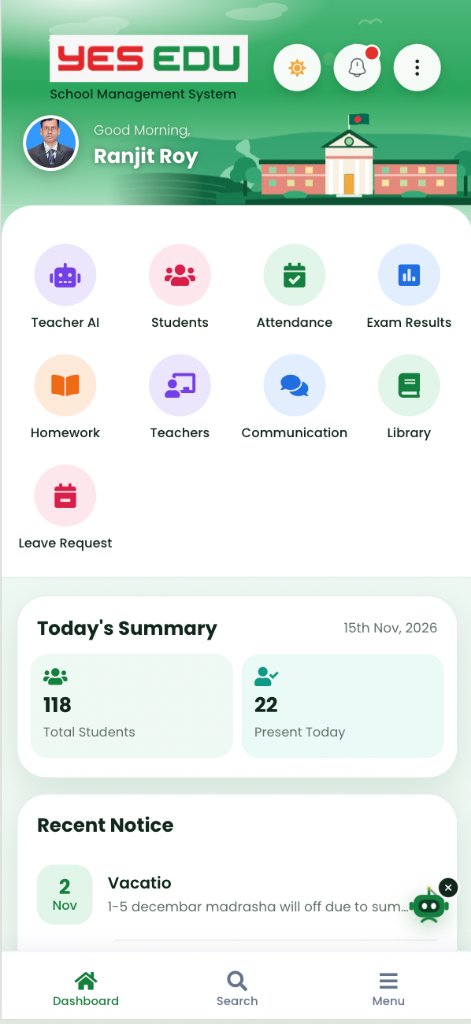 YES EDU
School Management System
Good Morning,
Ranjit Roy
Teacher AI
Students
Attendance
Exam Results
Homework
Teachers
Communication
Library
Leave Request
Today's Summary
15th Nov, 2026
118
Total Students
22
Present Today
Recent Notice
2
Nov
Vacatio
1-5 decembar madrasha will off due to sum...
Dashboard
Search
Menu